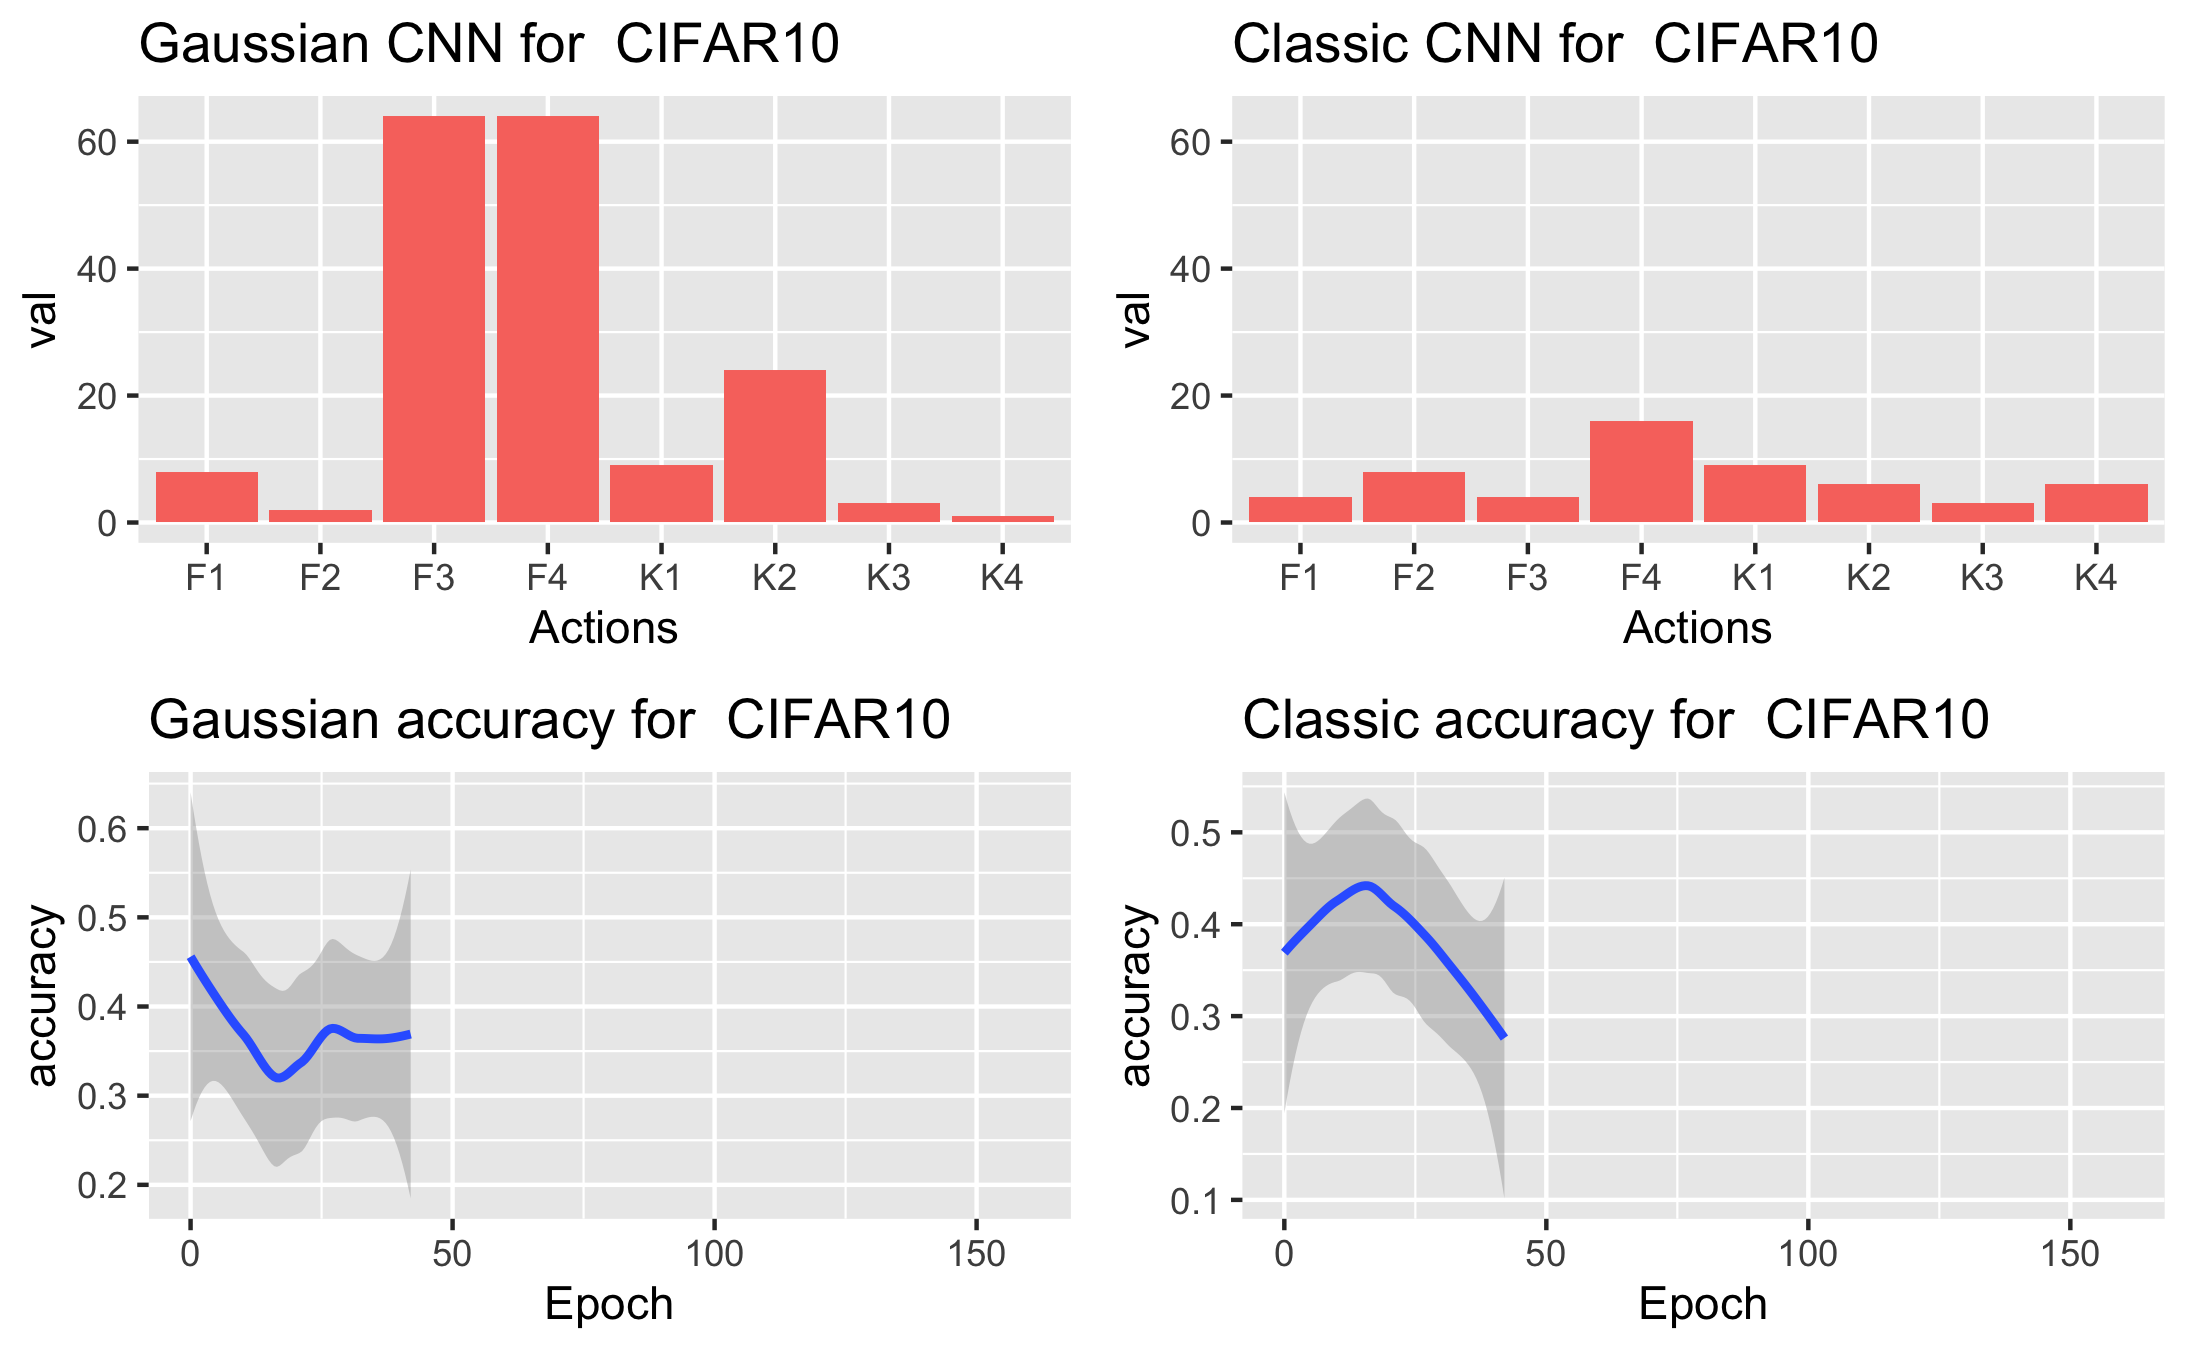 Gaussian CNN for  CIFAR10
val
60
40
20
0
F1 F2 F3 F4 K1 K2 K3 K4
Actions
Classic CNN for  CIFAR10
val
60
40
20
0
F1 F2 F3 F4 K1 K2 K3 K4
Actions
Gaussian accuracy for  CIFAR10
accuracy
0.6
0.5
0.4
0.3
0.2
0 50 100 150
Epoch
Classic accuracy for  CIFAR10
accuracy
0.5
0.4
0.3
0.2
0.1
0 50 100 150
Epoch